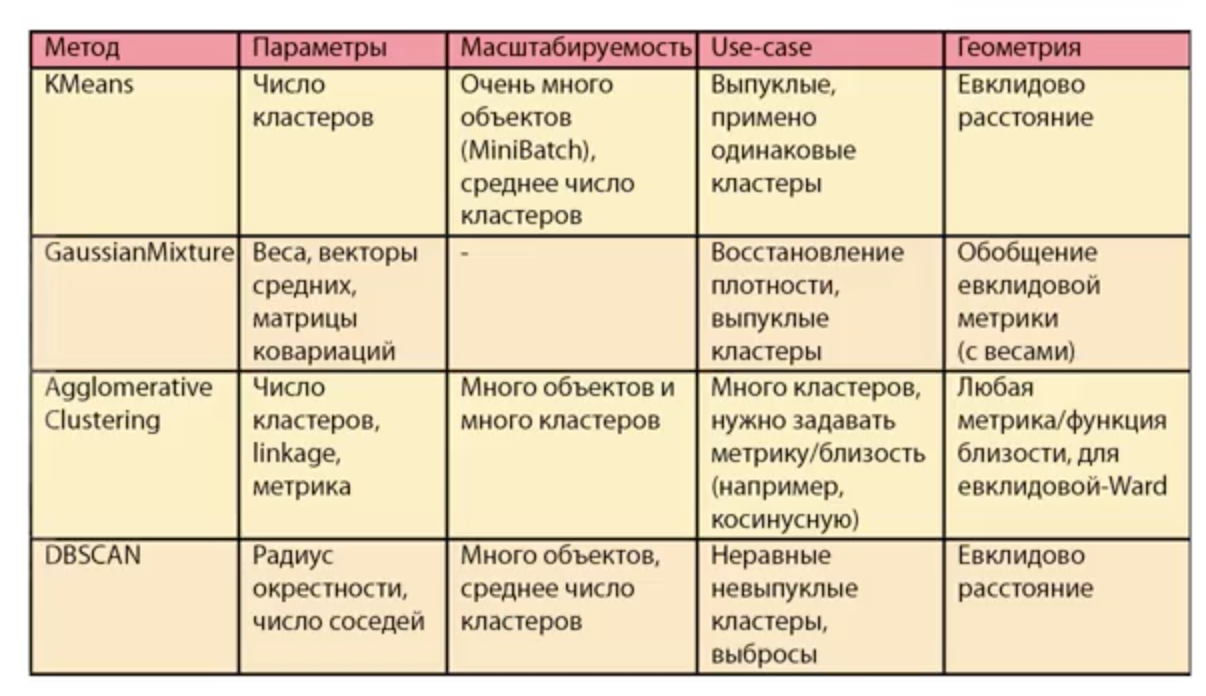 Метод
Параметры
Масштабируемость
Use-case
Геометрия
KMeans
Число
кластеров
Очень много
объектов
(MiniBatch),
среднее число
кластеров
Выпуклые,
примено
одинаковые
кластеры
Евклидово
расстояние
GaussianMixture
Веса, векторы
средних,
матрицы
ковариаций
-
Восстановление
плотности,
выпуклые
кластеры
Обобщение
евклидовой
метрики
(с весами)
Agglomerative
Clustering
Число
кластеров,
linkage,
метрика
Много объектов и
много кластеров
Много кластеров,
нужно задавать
метрику/близость
(например,
косинусную)
Любая
метрика/функция
близости, для
евклидовой-Ward
DBSCAN
Радиус
окрестности,
число соседей
Много объектов,
среднее число
кластеров
Неравные
невыпуклые
кластеры,
выбросы
Евклидово
расстояние